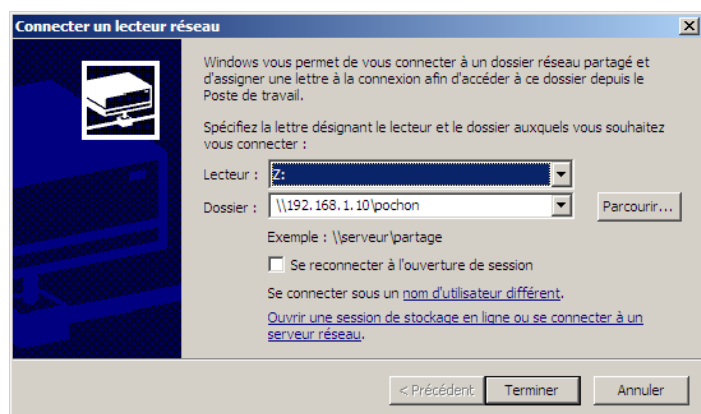 Connecter un lecteur réseau
Windows vous permet de vous connecter à un dossier réseau partagé et
d'assigner une lettre à la connexion afin d'accéder à ce dossier depuis le
Poste de travail.
Spécifiez la lettre désignant le lecteur et le dossier auxquels vous souhaitez
vous connecter :
Lecteur : Z:
Dossier : \\192.168.1.10\pochon Parcourir...
Exemple : \\serveur\partage
Se reconnecter à l'ouverture de session
Se connecter sous un nom d'utilisateur différent.
Ouvrir une session de stockage en ligne ou se connecter à un
serveur réseau.
< Précédent Terminer Annuler